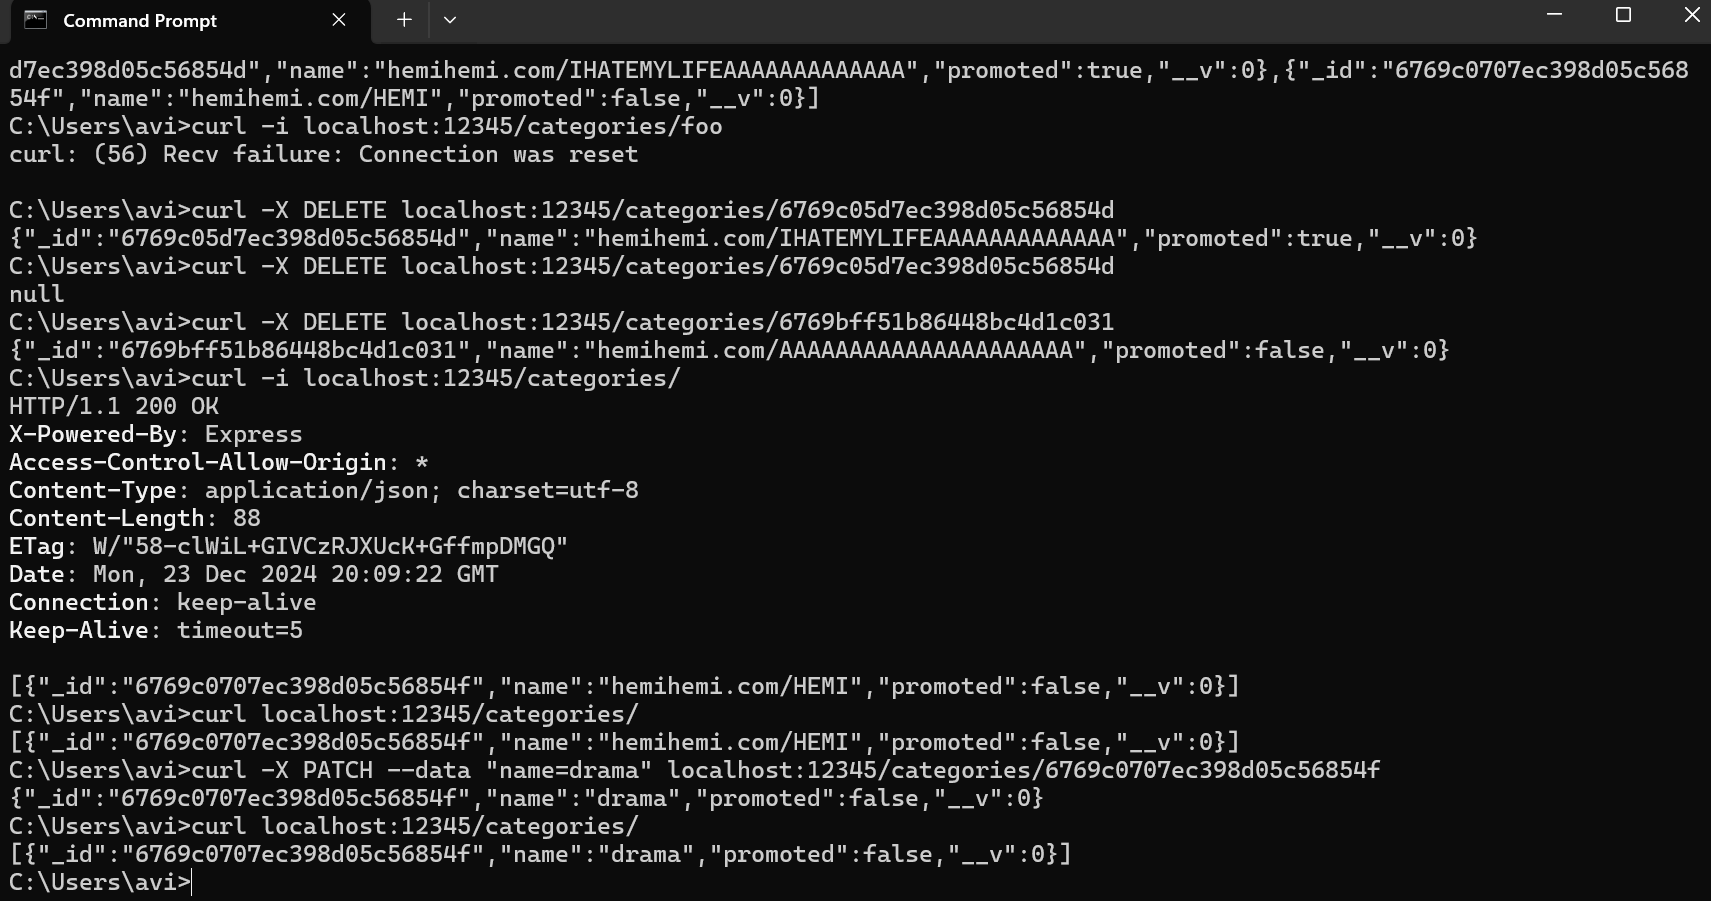 Command Prompt
d7ec398d05c56854d","name":"hemihemi.com/IHATEMYLIFEAAAAAAAAAAAAA","promoted":true,"__v":0},{"_id":"6769c0707ec398d05c568
54f","name":"hemihemi.com/HEMI","promoted":false,"__v":0}]
C:\Users\avi>curl -i localhost:12345/categories/foo
curl: (56) Recv failure: Connection was reset
C:\Users\avi>curl -X DELETE localhost:12345/categories/6769c05d7ec398d05c56854d
{"_id":"6769c05d7ec398d05c56854d","name":"hemihemi.com/IHATEMYLIFEAAAAAAAAAAAAA","promoted":true,"__v":0}
C:\Users\avi>curl -X DELETE localhost:12345/categories/6769c05d7ec398d05c56854d
null
C:\Users\avi>curl -X DELETE localhost:12345/categories/6769bff51b86448bc4d1c031
{"_id":"6769bff51b86448bc4d1c031","name":"hemihemi.com/AAAAAAAAAAAAAAAAAAAAA","promoted":false,"__v":0}
C:\Users\avi>curl -i localhost:12345/categories/
HTTP/1.1 200 OK
X-Powered-By: Express
Access-Control-Allow-Origin: *
Content-Type: application/json; charset=utf-8
Content-Length: 88
ETag: W/"58-clWiL+GIVCzRJXUcK+GffmpDMGQ"
Date: Mon, 23 Dec 2024 20:09:22 GMT
Connection: keep-alive
Keep-Alive: timeout=5
[{"_id":"6769c0707ec398d05c56854f","name":"hemihemi.com/HEMI","promoted":false,"__v":0}]
C:\Users\avi>curl localhost:12345/categories/
[{"_id":"6769c0707ec398d05c56854f","name":"hemihemi.com/HEMI","promoted":false,"__v":0}]
C:\Users\avi>curl -X PATCH --data "name=drama" localhost:12345/categories/6769c0707ec398d05c56854f
{"_id":"6769c0707ec398d05c56854f","name":"drama","promoted":false,"__v":0}
C:\Users\avi>curl localhost:12345/categories/
[{"_id":"6769c0707ec398d05c56854f","name":"drama","promoted":false,"__v":0}]
C:\Users\avi>